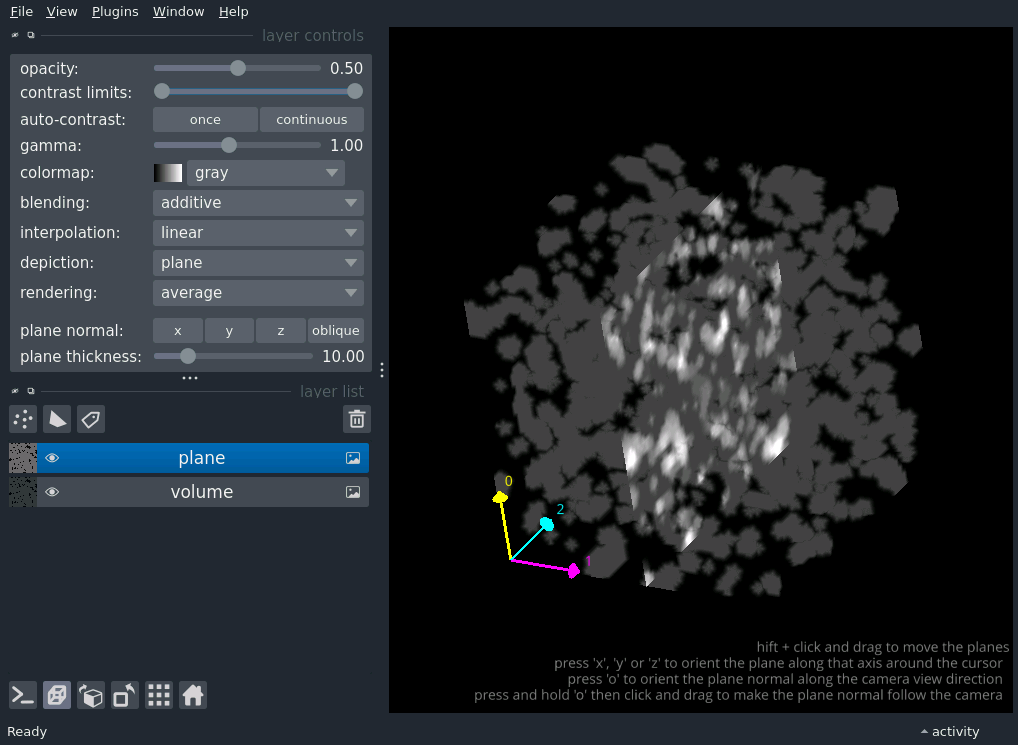 File View Plugins Window Help
layer controls
opacity: 0.50
contrast limits:
auto-contrast: once continuous
gamma: 1.00
colormap: gray
blending: additive
interpolation: linear
depiction: plane
rendering: average
plane normal: x y z oblique
plane thickness: 10.00
layer list
plane
volume
0
2
1
hift + click and drag to move the planes
press 'x', 'y' or 'z' to orient the plane along that axis around the cursor
press 'o' to orient the plane normal along the camera view direction
press and hold 'o' then click and drag to make the plane normal follow the camera
Ready activity